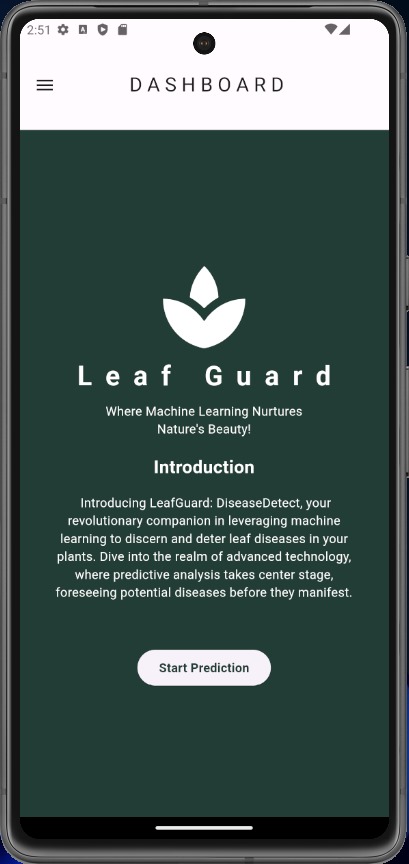 2:51
DASHBOARD
Leaf Guard
Where Machine Learning Nurtures
Nature's Beauty!
Introduction
Introducing LeafGuard: DiseaseDetect, your
revolutionary companion in leveraging machine
learning to discern and deter leaf diseases in your
plants. Dive into the realm of advanced technology,
where predictive analysis takes center stage,
foreseeing potential diseases before they manifest.
Start Prediction